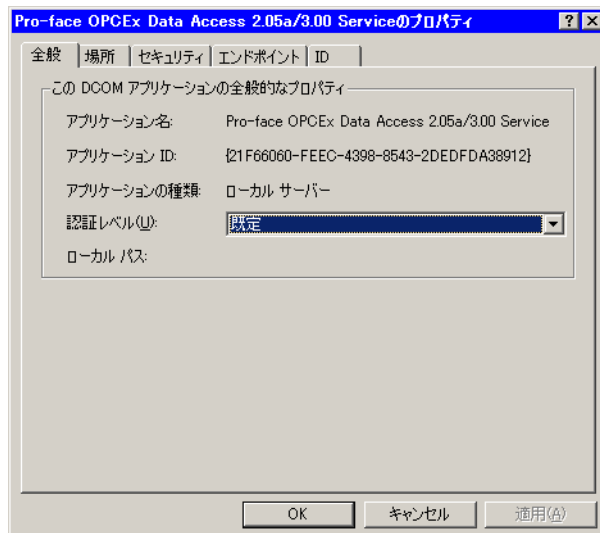 Pro-face OPCEx Data Access 2.05a/3.00 Serviceのプロパティ
全般 場所 セキュリティ エンドポイント ID
この DCOM アプリケーションの全般的なプロパティ
アプリケーション名: Pro-face OPCEx Data Access 2.05a/3.00 Service
アプリケーション ID: {21F66060-FEEC-4398-8543-2DEDFDA38912}
アプリケーションの種類: ローカル サーバー
認証レベル(U): 既定
ローカル パス:
OK キャンセル 適用(A)